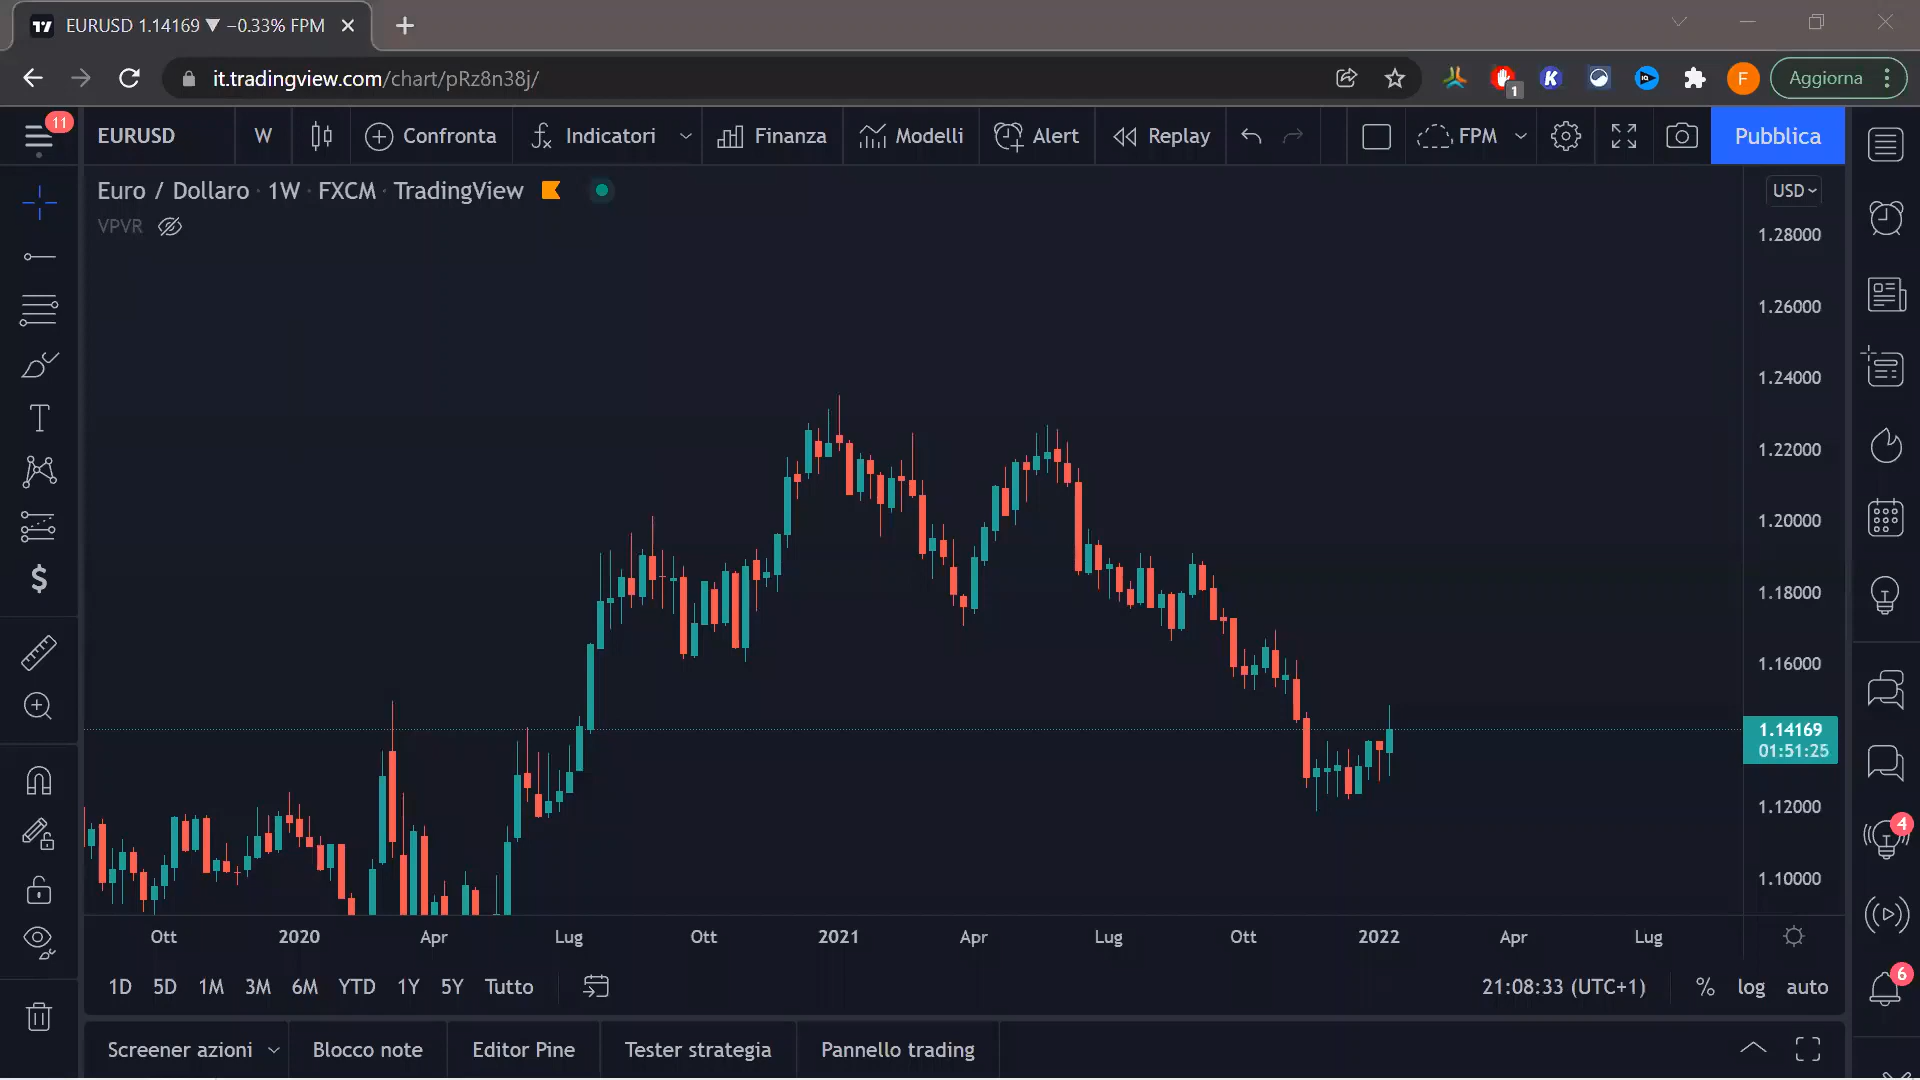 EURUSD 1.14169 ▼ −0.33% FPM
it.tradingview.com/chart/pRz8n38j/
1
K
IQ
F
Aggiorna
11
EURUSD W Confronta Indicatori Finanza Modelli Alert Replay FPM Pubblica
Euro / Dollaro · 1W · FXCM · TradingView
VPVR
USD
1.28000
1.26000
1.24000
1.22000
1.20000
1.18000
1.16000
1.14169
01:51:25
1.12000
1.10000
4
6
Ott 2020 Apr Lug Ott 2021 Apr Lug Ott 2022 Apr Lug
1D 5D 1M 3M 6M YTD 1Y 5Y Tutto 21:08:33 (UTC+1) % log auto
Screener azioni Blocco note Editor Pine Tester strategia Pannello trading